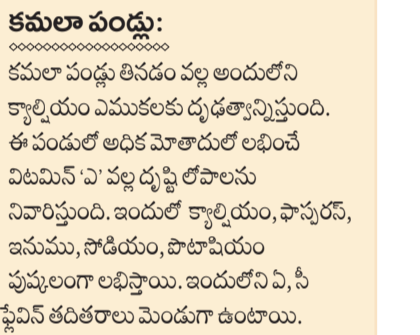 కమలా పండ్లు:
కమలా పండ్లు తినడం వల్ల అందులోని
క్యాల్షియం ఎముకలకు దృఢత్వాన్నిస్తుంది.
ఈ పండులో అధిక మోతాదులో లభించే
విటమిన్ ‘ఎ’ వల్ల దృష్టి లోపాలను
నివారిస్తుంది. ఇందులో క్యాల్షియం, ఫాస్పరస్,
ఇనుము, సోడియం, పొటాషియం
పుష్కలంగా లభిస్తాయి. ఇందులోని ఏ, సీ
ఫ్లేవిన్ తదితరాలు మెండుగా ఉంటాయి.